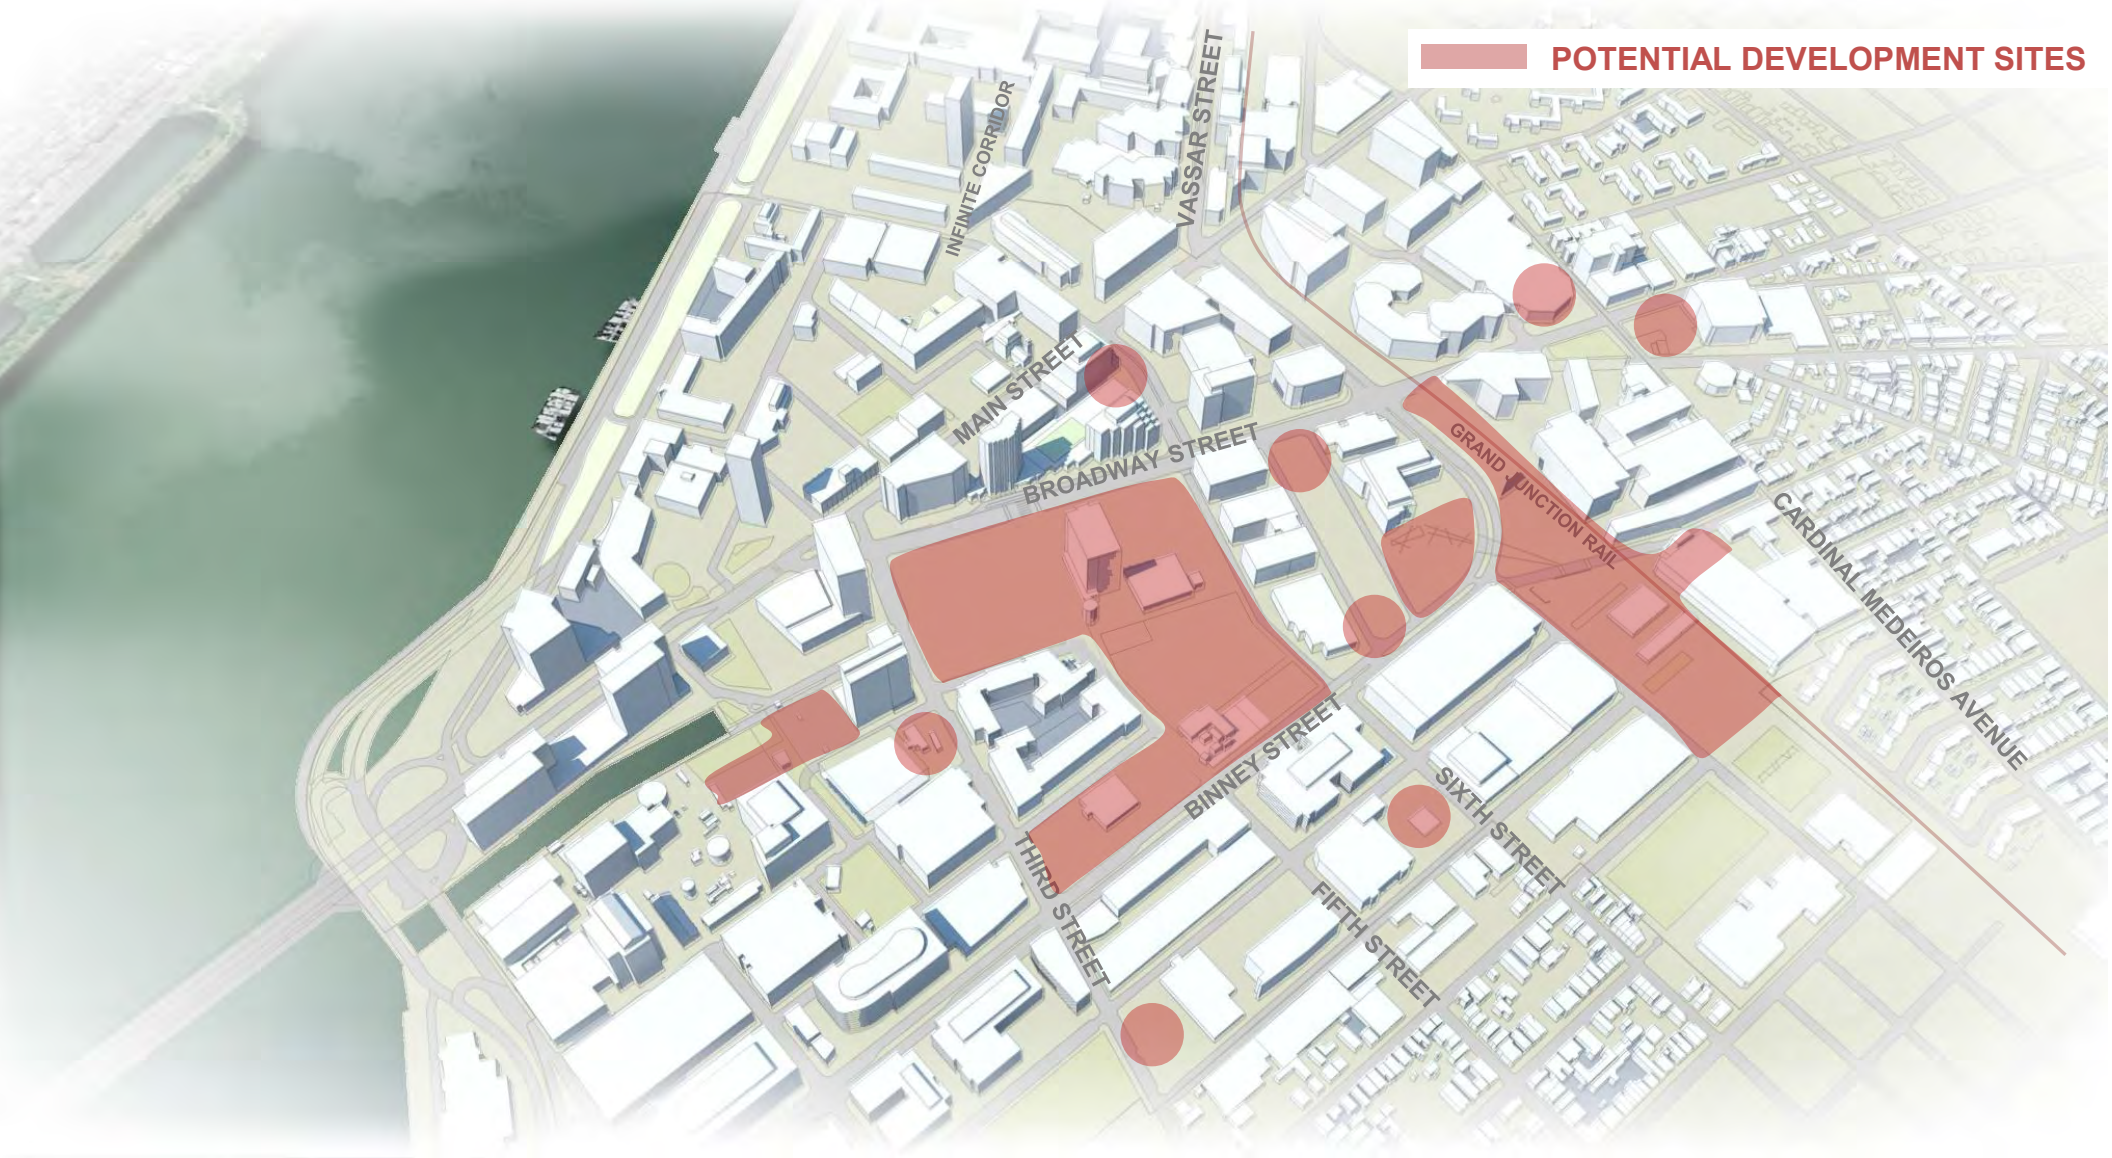 POTENTIAL DEVELOPMENT SITES
VASSAR STREET
INFINITE CORRIDOR
MAIN STREET
BROADWAY STREET
GRAND JUNCTION RAIL
CARDINAL MEDEIROS AVENUE
BINNEY STREET
SIXTH STREET
THIRD STREET
FIFTH STREET